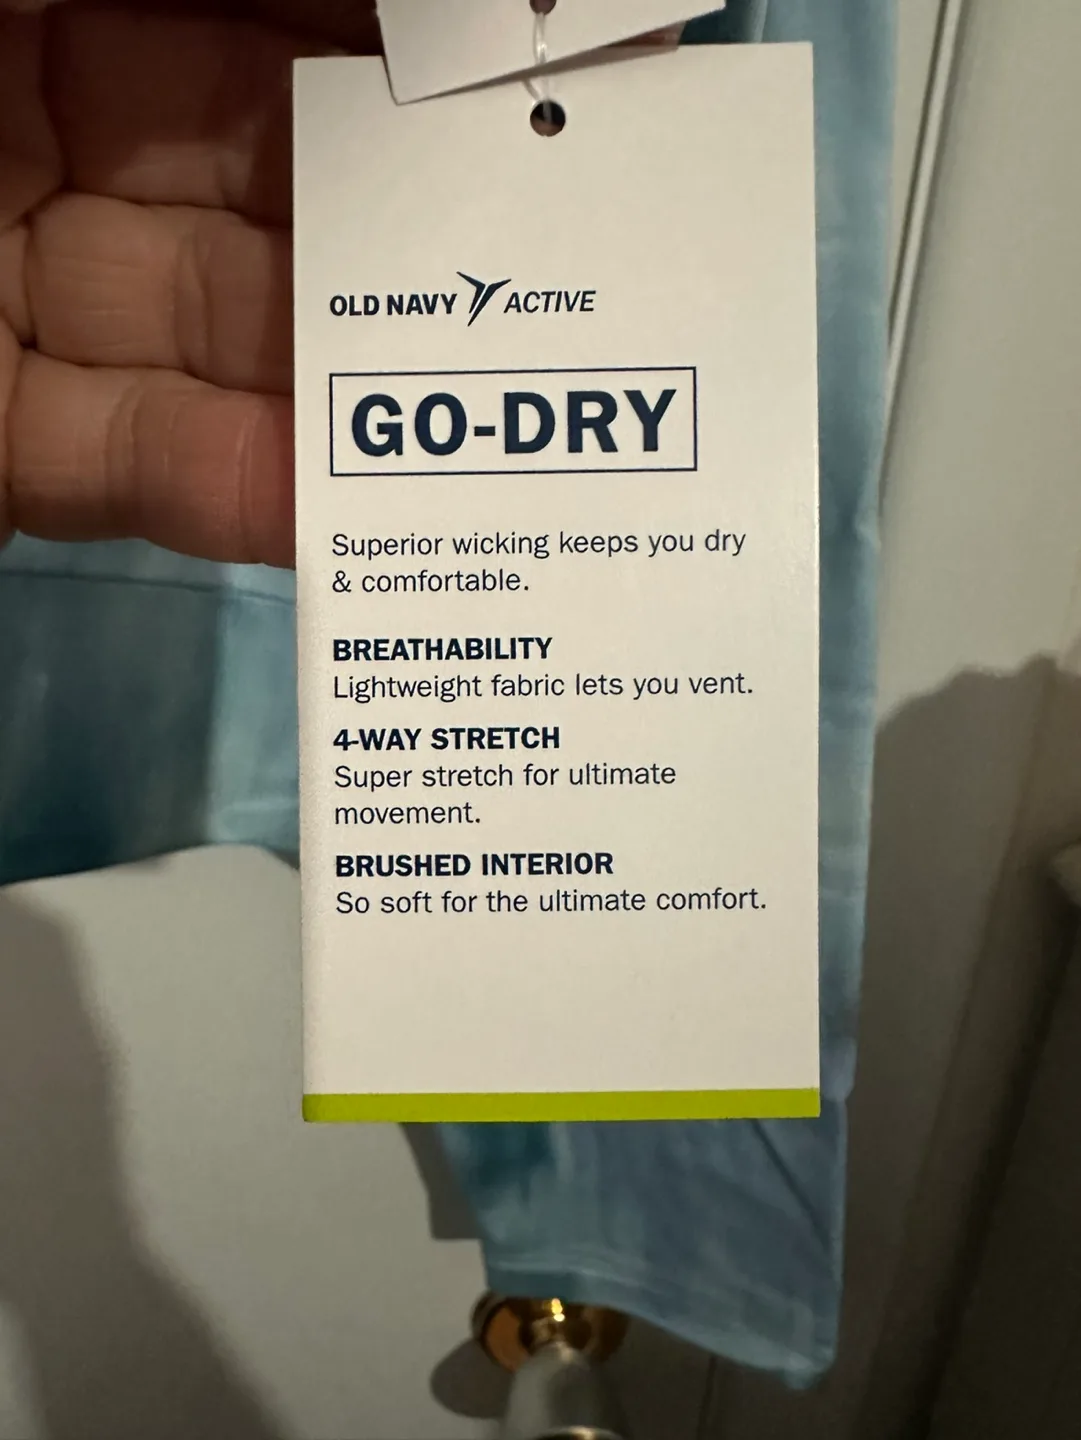 OLD NAVY ACTIVE
GO-DRY
Superior wicking keeps you dry
& comfortable.
BREATHABILITY
Lightweight fabric lets you vent.
4-WAY STRETCH
Super stretch for ultimate
movement.
BRUSHED INTERIOR
So soft for the ultimate comfort.